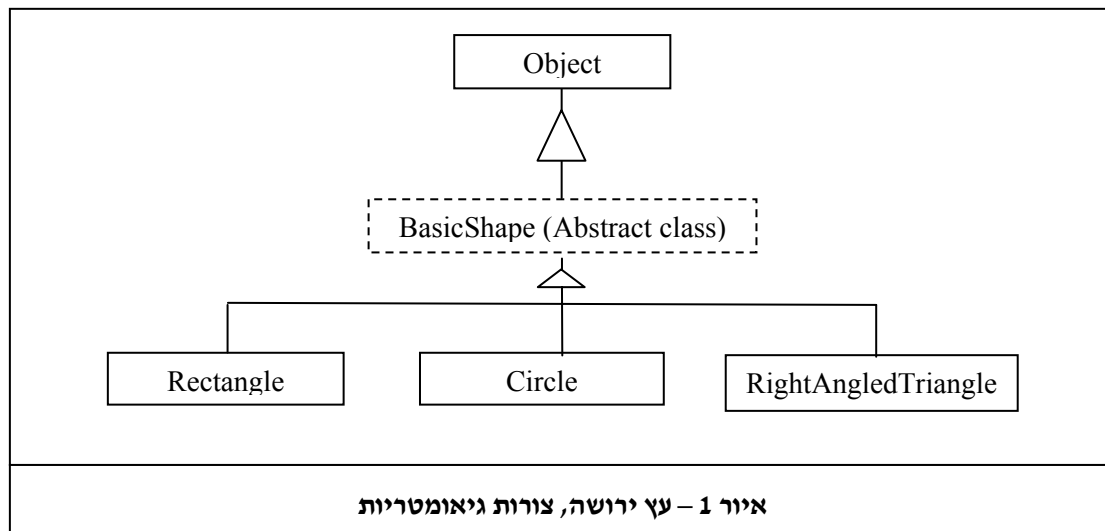 Object
BasicShape (Abstract class)
Rectangle
Circle
RightAngledTriangle
איור 1 – עץ ירושה, צורות גיאומטריות